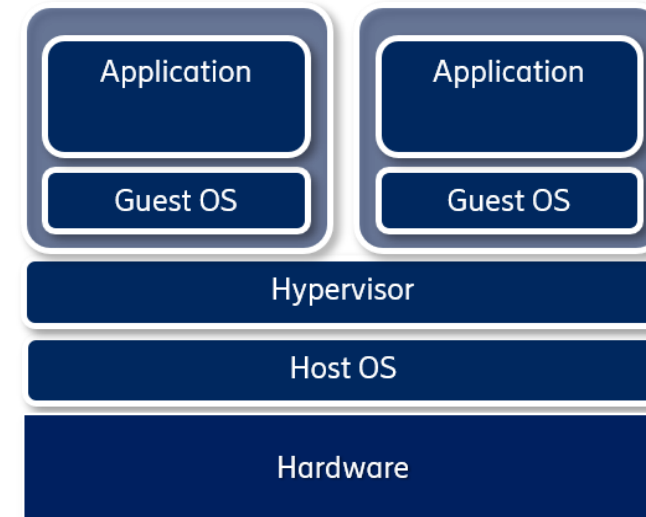 Application Application
Guest OS Guest OS
Hypervisor
Host OS
Hardware